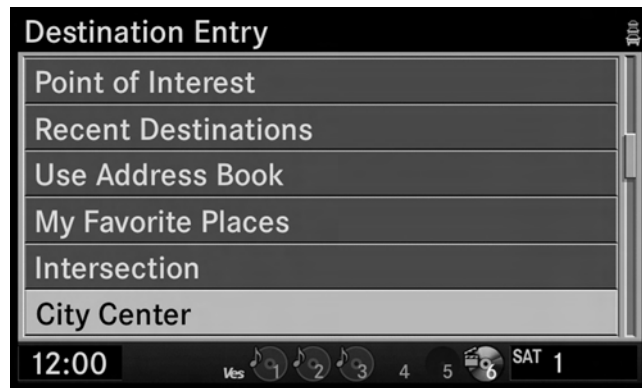 Destination Entry
Point of Interest
Recent Destinations
Use Address Book
My Favorite Places
Intersection
City Center
12:00 Ves 1 2 3 4 5 6 SAT 1